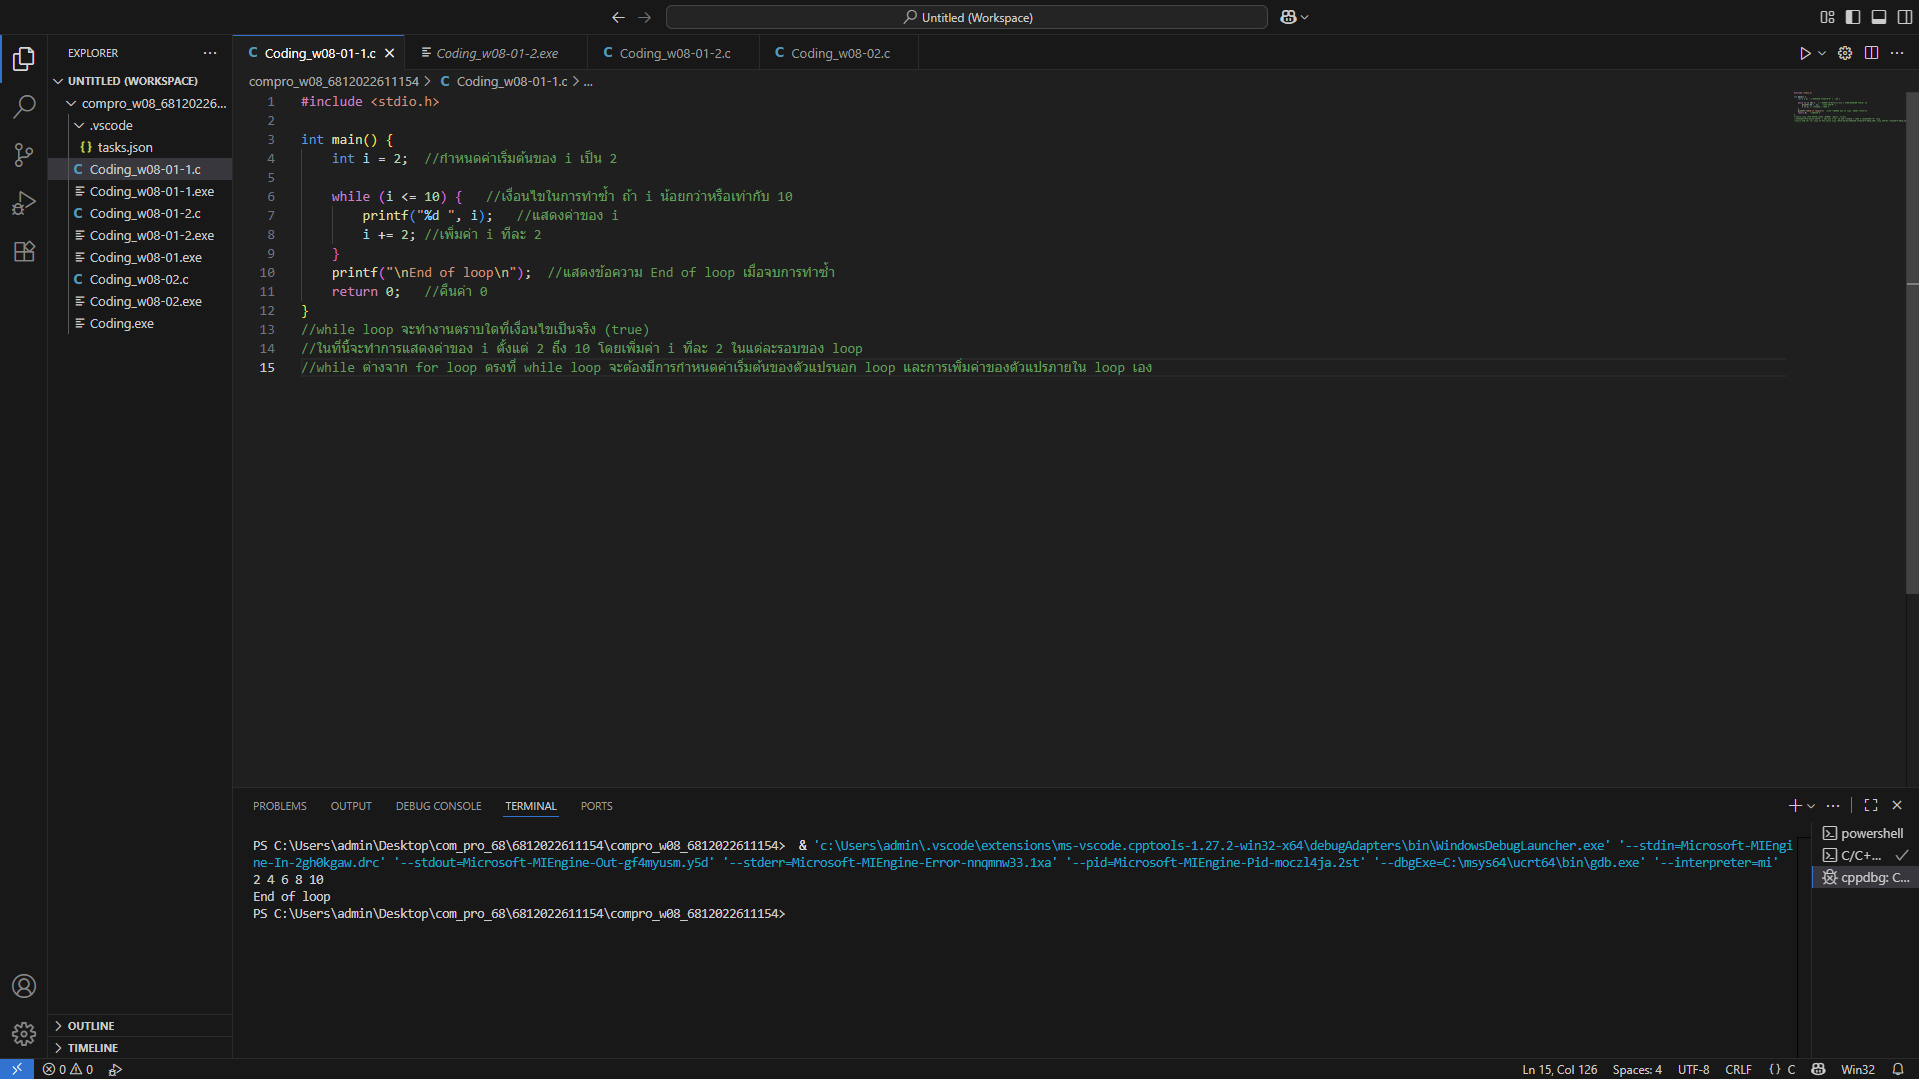 Untitled (Workspace)
EXPLORER
UNTITLED (WORKSPACE)
compro_w08_68120226...
.vscode
{} tasks.json
C Coding_w08-01-1.c
Coding_w08-01-1.exe
C Coding_w08-01-2.c
Coding_w08-01-2.exe
Coding_w08-01.exe
C Coding_w08-02.c
Coding_w08-02.exe
Coding.exe
OUTLINE
TIMELINE
C Coding_w08-01-1.c
Coding_w08-01-2.exe
C Coding_w08-01-2.c
C Coding_w08-02.c
compro_w08_6812022611154 > C Coding_w08-01-1.c > ...
1 #include <stdio.h>
2
3 int main() {
4 int i = 2; //กำหนดค่าเริ่มต้นของ i เป็น 2
5
6 while (i <= 10) { //เงื่อนไขในการทำซ้ำ ถ้า i น้อยกว่าหรือเท่ากับ 10
7 printf("%d ", i); //แสดงค่าของ i
8 i += 2; //เพิ่มค่า i ทีละ 2
9 }
10 printf("\nEnd of loop\n"); //แสดงข้อความ End of loop เมื่อจบการทำซ้ำ
11 return 0; //คืนค่า 0
12 }
13 //while loop จะทำงานตราบใดที่เงื่อนไขเป็นจริง (true)
14 //ในที่นี้จะทำการแสดงค่าของ i ตั้งแต่ 2 ถึง 10 โดยเพิ่มค่า i ทีละ 2 ในแต่ละรอบของ loop
15 //while ต่างจาก for loop ตรงที่ while loop จะต้องมีการกำหนดค่าเริ่มต้นของตัวแปรนอก loop และการเพิ่มค่าของตัวแปรภายใน loop เอง
PROBLEMS OUTPUT DEBUG CONSOLE TERMINAL PORTS
PS C:\Users\admin\Desktop\com_pro_68\6812022611154\compro_w08_6812022611154> & 'c:\Users\admin\.vscode\extensions\ms-vscode.cpptools-1.27.2-win32-x64\debugAdapters\bin\WindowsDebugLauncher.exe' '--stdin=Microsoft-MIEngi
ne-In-2gh0kgaw.drc' '--stdout=Microsoft-MIEngine-Out-gf4myusm.y5d' '--stderr=Microsoft-MIEngine-Error-nnqmnw33.1xa' '--pid=Microsoft-MIEngine-Pid-moczl4ja.2st' '--dbgExe=C:\msys64\ucrt64\bin\gdb.exe' '--interpreter=mi'
2 4 6 8 10
End of loop
PS C:\Users\admin\Desktop\com_pro_68\6812022611154\compro_w08_6812022611154>
powershell
C/C+...
cppdbg: C...
0 0
Ln 15, Col 126 Spaces: 4 UTF-8 CRLF {} C Win32